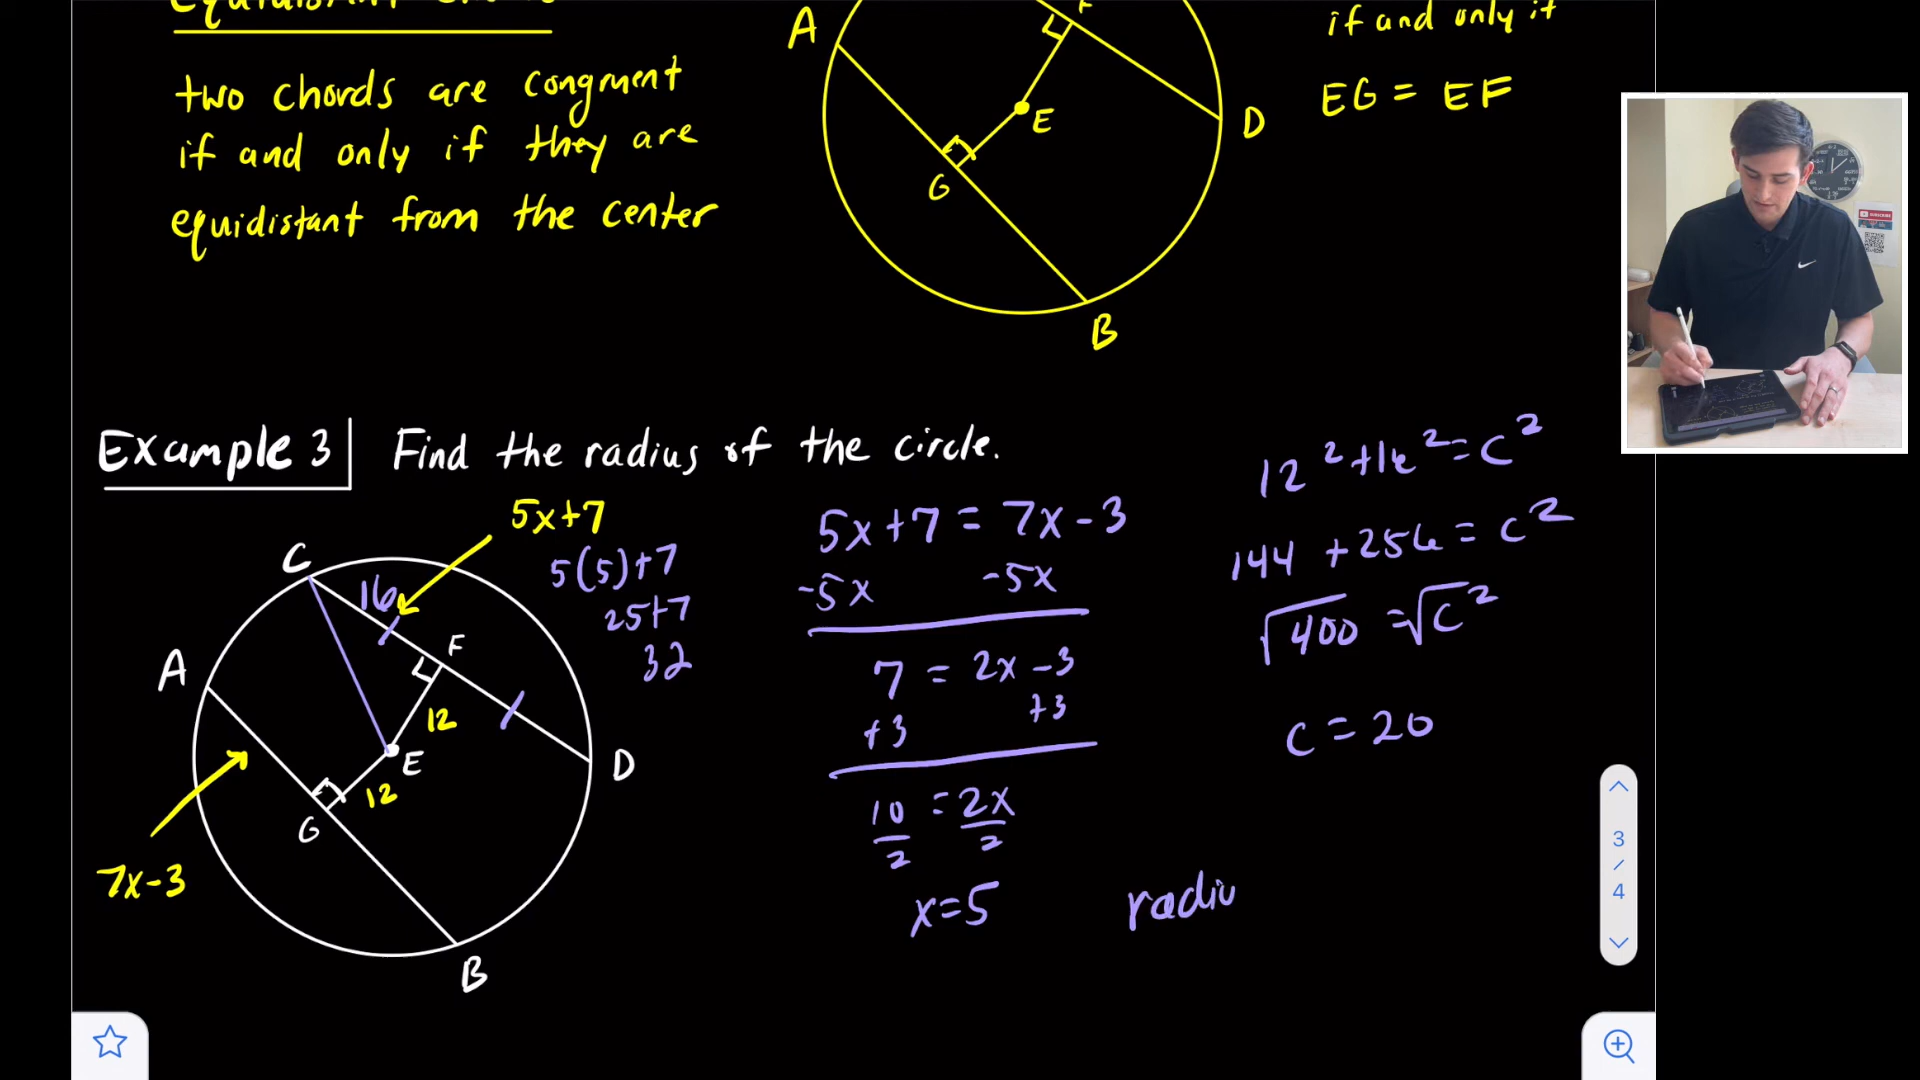 two chords are congruent
if and only if they are
equidistant from the center
A
F
E
D
G
B
if and only if
EG = EF
SUBSCRIBE
Example 3 Find the radius of the circle.
5x+7
5(5)+7
25+7
32
C
16
F
A
12
E
D
12
G
7x-3
B
5x+7 = 7x-3
-5x -5x
7 = 2x-3
+3 +3
10 = 2x
2 2
x=5
12²+16²=c²
144+256=c²
√400=√c²
c=20
radiu
3
/
4